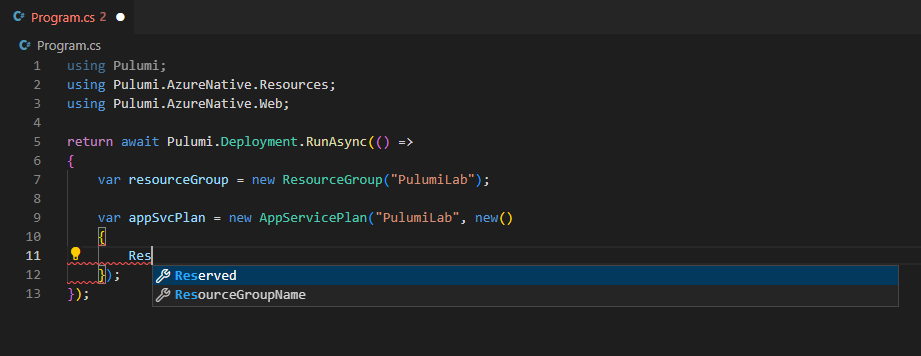 C# Program.cs 2 ●
C# Program.cs
1 using Pulumi;
2 using Pulumi.AzureNative.Resources;
3 using Pulumi.AzureNative.Web;
4
5 return await Pulumi.Deployment.RunAsync(() =>
6 {
7 var resourceGroup = new ResourceGroup("PulumiLab");
8
9 var appSvcPlan = new AppServicePlan("PulumiLab", new()
10 {
11 Res
12 });
13 });
Reserved
ResourceGroupName